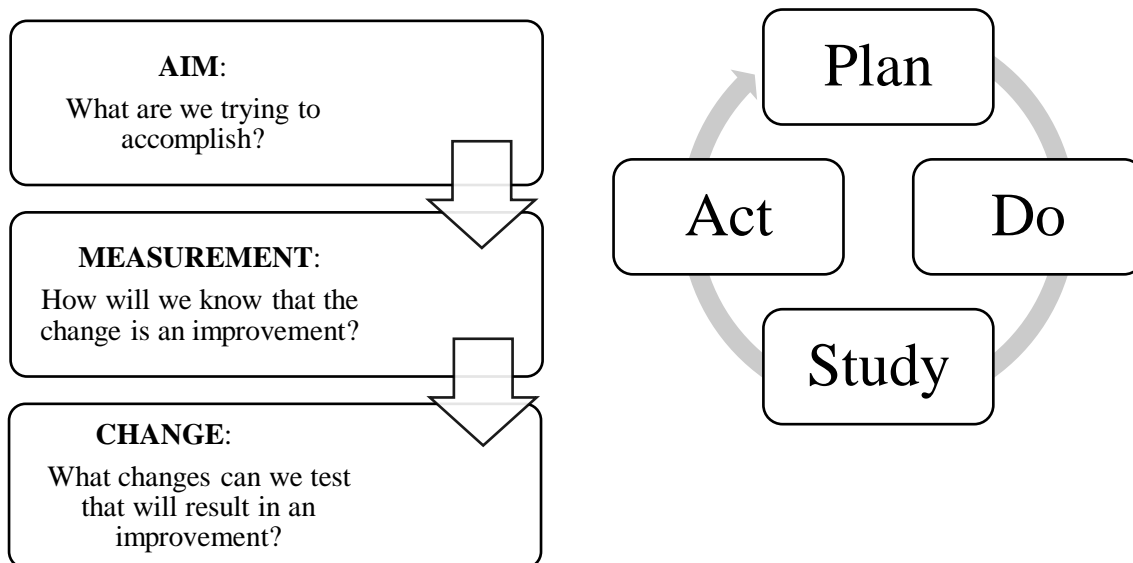 AIM:
What are we trying to
accomplish?
MEASUREMENT:
How will we know that the
change is an improvement?
CHANGE:
What changes can we test
that will result in an
improvement?
Plan
Do
Study
Act